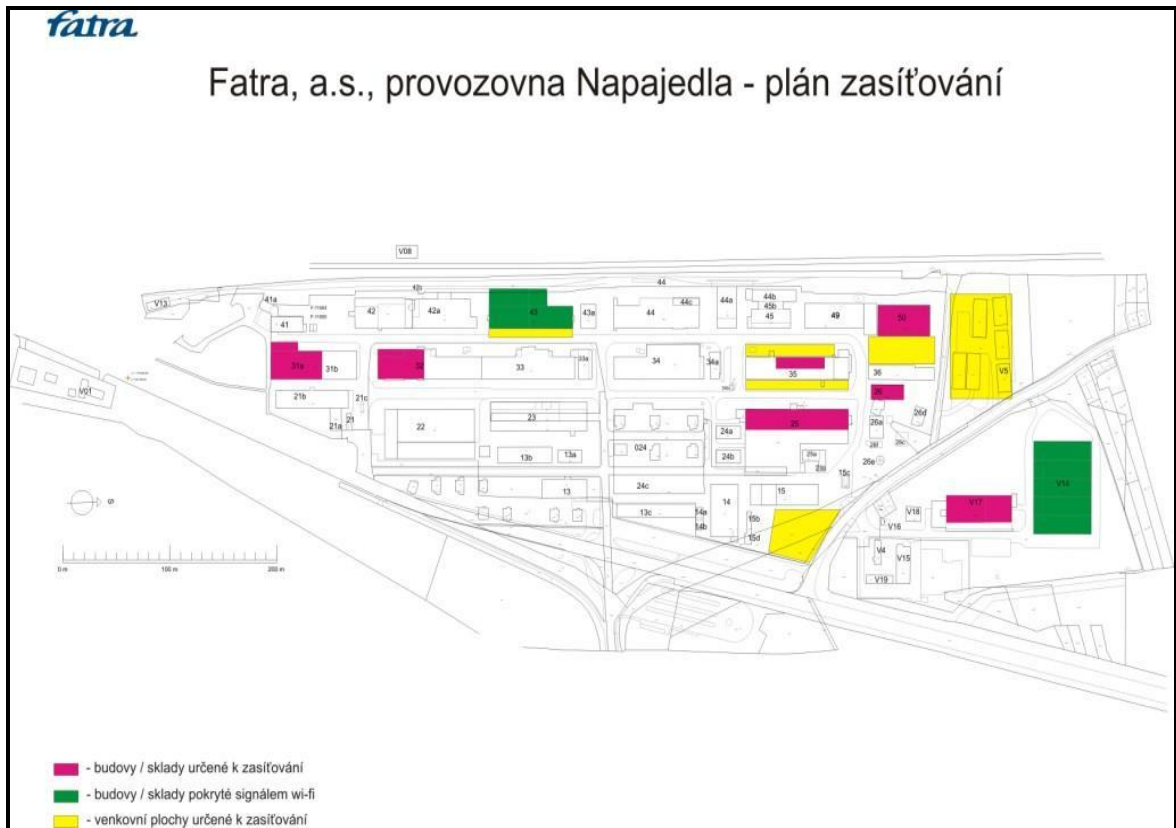 fatra
Fatra, a.s., provozovna Napajedla - plán zasíťování
V08
V13
41a
44
44c
44a
44b
45b
45
49
50
41
42
42a
43
43a
44
31a
31b
32
33
33a
34
34a
35
36
V5
V01
21b
21c
21a
21
22
23
24a
25
26
26a
26d
26c
26e
024
24b
13b
13a
25a
15c
24c
13
13c
14
14a
14b
15
15b
15d
V12
V17
V18
V16
V4
V15
V19
S
0 m
100 m
200 m
- budovy / sklady určené k zasíťování
- budovy / sklady pokryté signálem wi-fi
- venkovní plochy určené k zasíťování